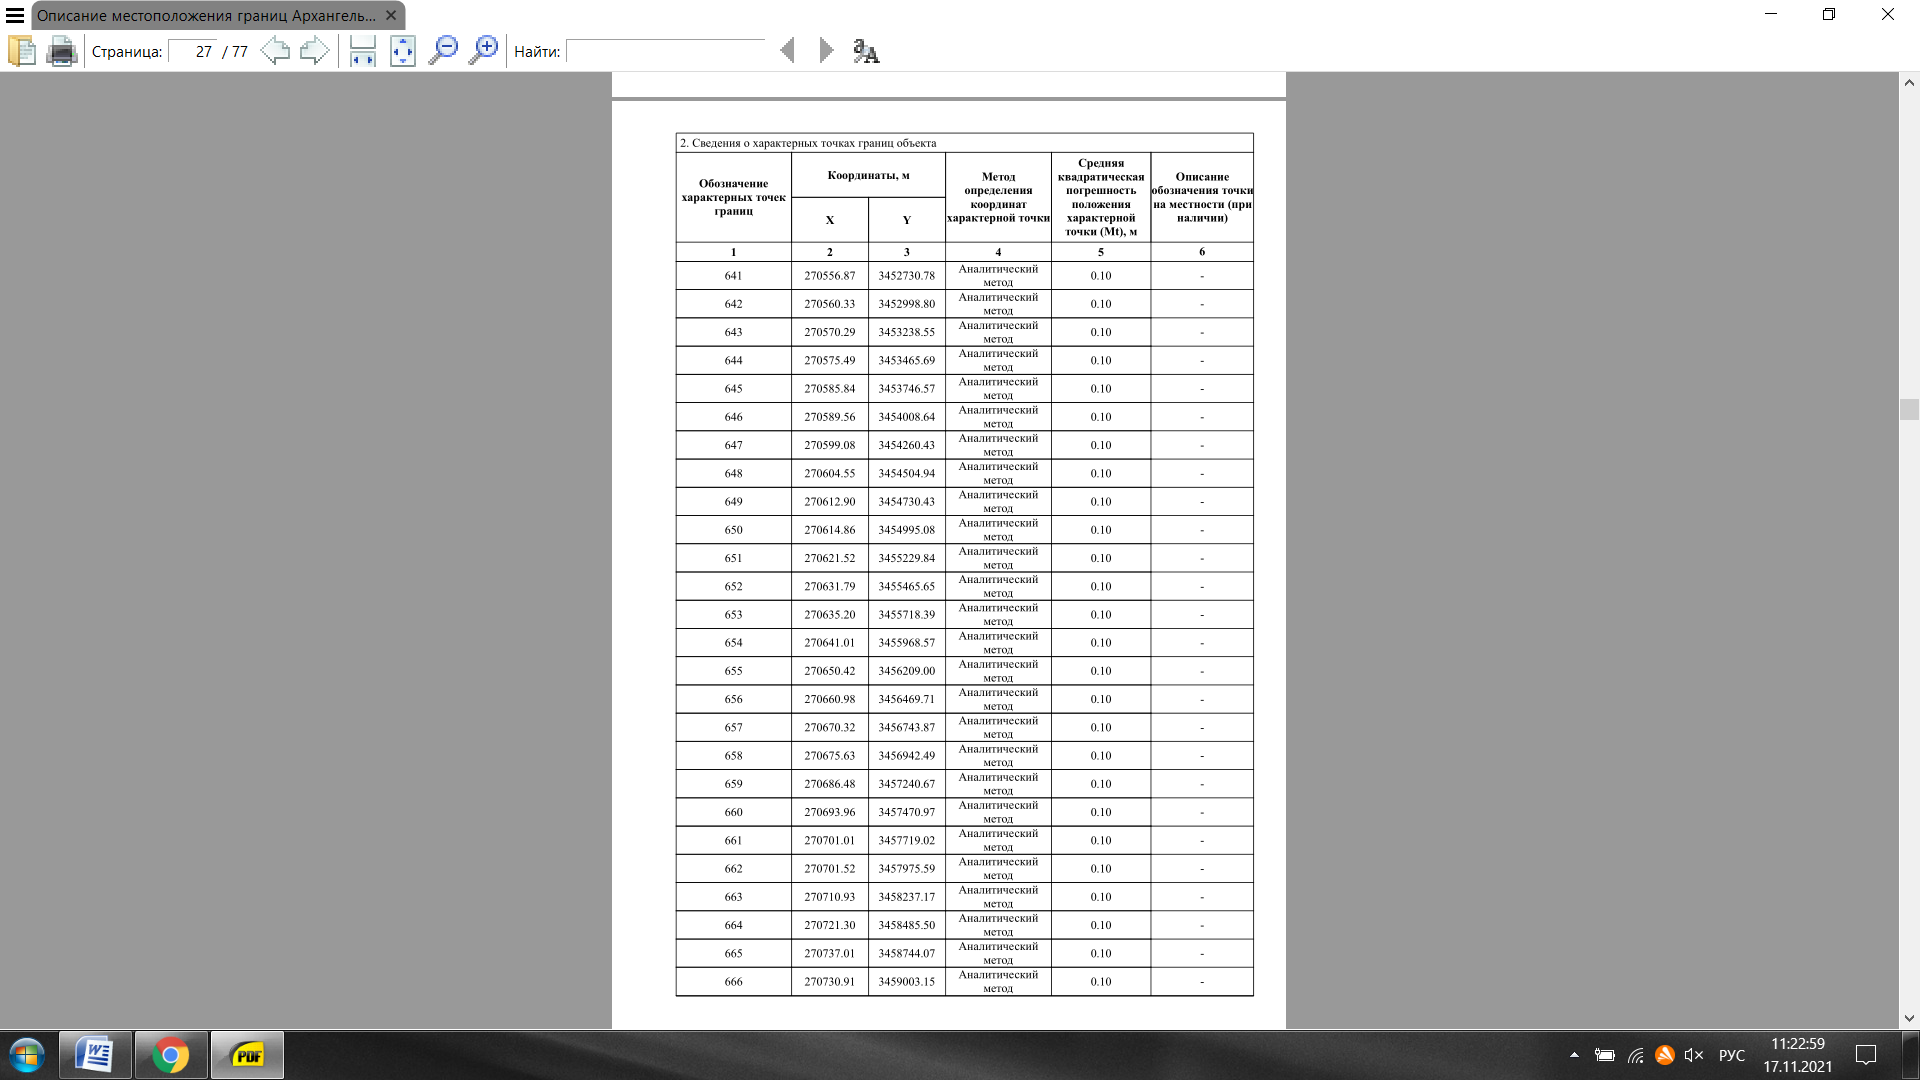 Описание местоположения границ Архангель...
Страница: 27 / 77
Найти:
2. Сведения о характерных точках границ объекта
Обозначение характерных точек границ
Координаты, м
X
Y
Метод определения координат характерной точки
Средняя квадратическая погрешность положения характерной точки (Mt), м
Описание обозначения точки на местности (при наличии)
1 2 3 4 5 6
641 270556.87 3452730.78 Аналитический метод 0.10 -
642 270560.33 3452998.80 Аналитический метод 0.10 -
643 270570.29 3453238.55 Аналитический метод 0.10 -
644 270575.49 3453465.69 Аналитический метод 0.10 -
645 270585.84 3453746.57 Аналитический метод 0.10 -
646 270589.56 3454008.64 Аналитический метод 0.10 -
647 270599.08 3454260.43 Аналитический метод 0.10 -
648 270604.55 3454504.94 Аналитический метод 0.10 -
649 270612.90 3454730.43 Аналитический метод 0.10 -
650 270614.86 3454995.08 Аналитический метод 0.10 -
651 270621.52 3455229.84 Аналитический метод 0.10 -
652 270631.79 3455465.65 Аналитический метод 0.10 -
653 270635.20 3455718.39 Аналитический метод 0.10 -
654 270641.01 3455968.57 Аналитический метод 0.10 -
655 270650.42 3456209.00 Аналитический метод 0.10 -
656 270660.98 3456469.71 Аналитический метод 0.10 -
657 270670.32 3456743.87 Аналитический метод 0.10 -
658 270675.63 3456942.49 Аналитический метод 0.10 -
659 270686.48 3457240.67 Аналитический метод 0.10 -
660 270693.96 3457470.97 Аналитический метод 0.10 -
661 270701.01 3457719.02 Аналитический метод 0.10 -
662 270701.52 3457975.59 Аналитический метод 0.10 -
663 270710.93 3458237.17 Аналитический метод 0.10 -
664 270721.30 3458485.50 Аналитический метод 0.10 -
665 270737.01 3458744.07 Аналитический метод 0.10 -
666 270730.91 3459003.15 Аналитический метод 0.10 -
PDF
РУС
11:22:59
17.11.2021